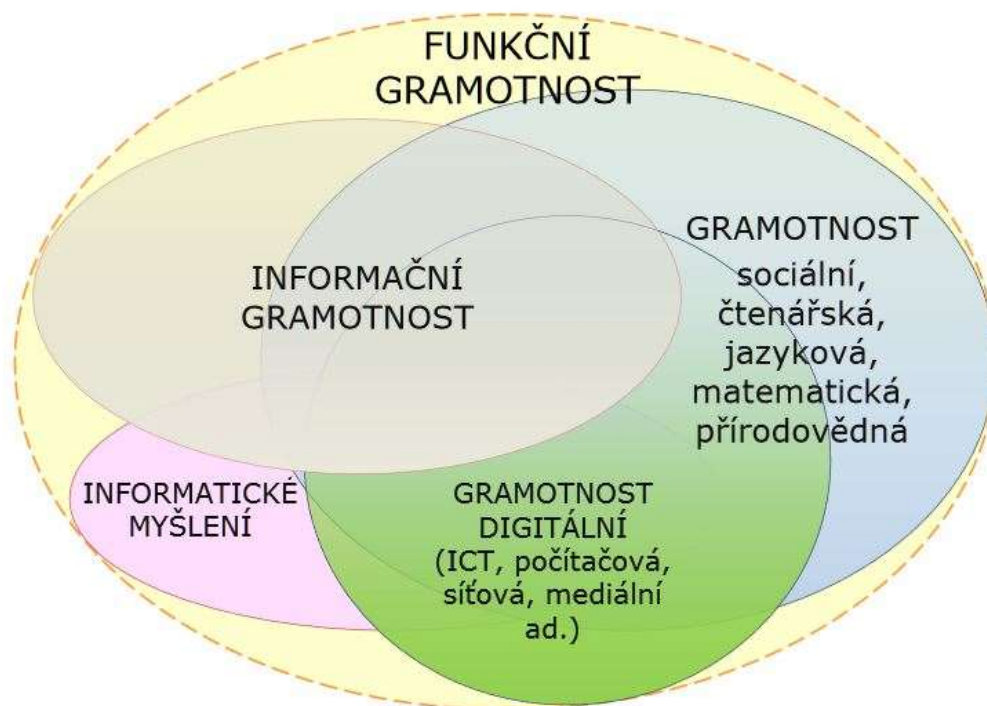 FUNKČNÍ
GRAMOTNOST
INFORMAČNÍ
GRAMOTNOST
GRAMOTNOST
sociální,
čtenářská,
jazyková,
matematická,
přírodovědná
INFORMATICKÉ
MYŠLENÍ
GRAMOTNOST
DIGITÁLNÍ
(ICT, počítačová,
síťová, mediální
ad.)